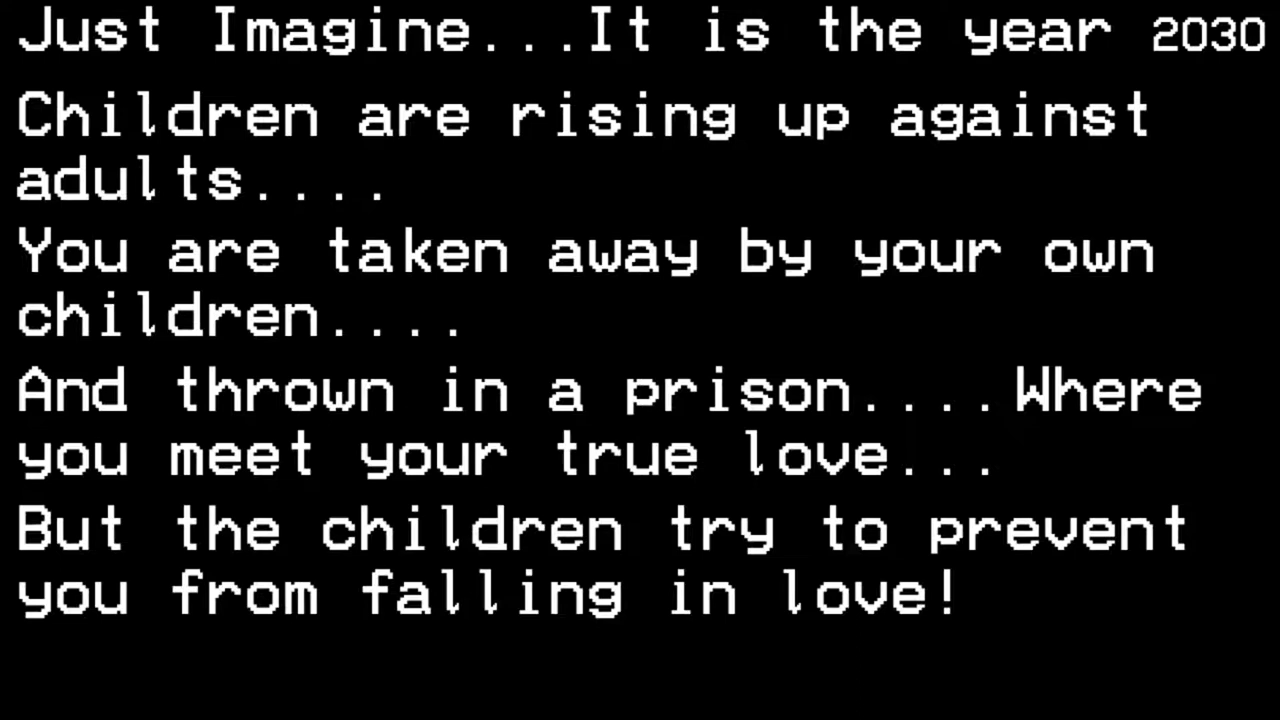 Just Imagine...It is the year 2030
Children are rising up against
adults....
You are taken away by your own
children....
And thrown in a prison....Where
you meet your true love...
But the children try to prevent
you from falling in love!